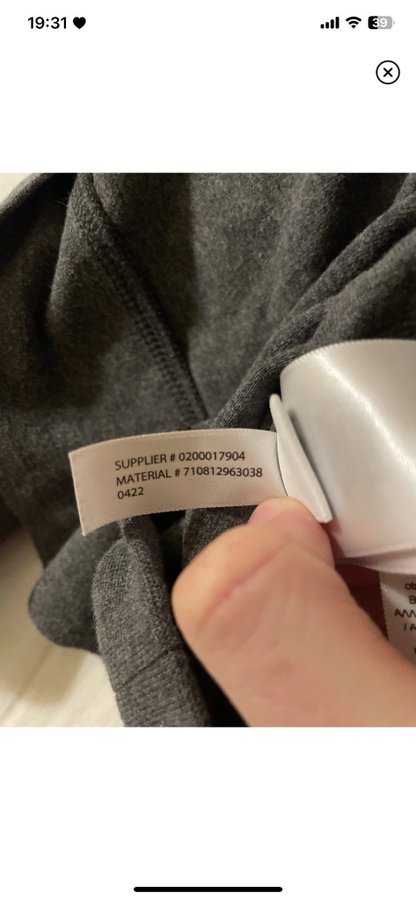 19:31
39
SUPPLIER # 0200017904
MATERIAL # 710812963038
0422